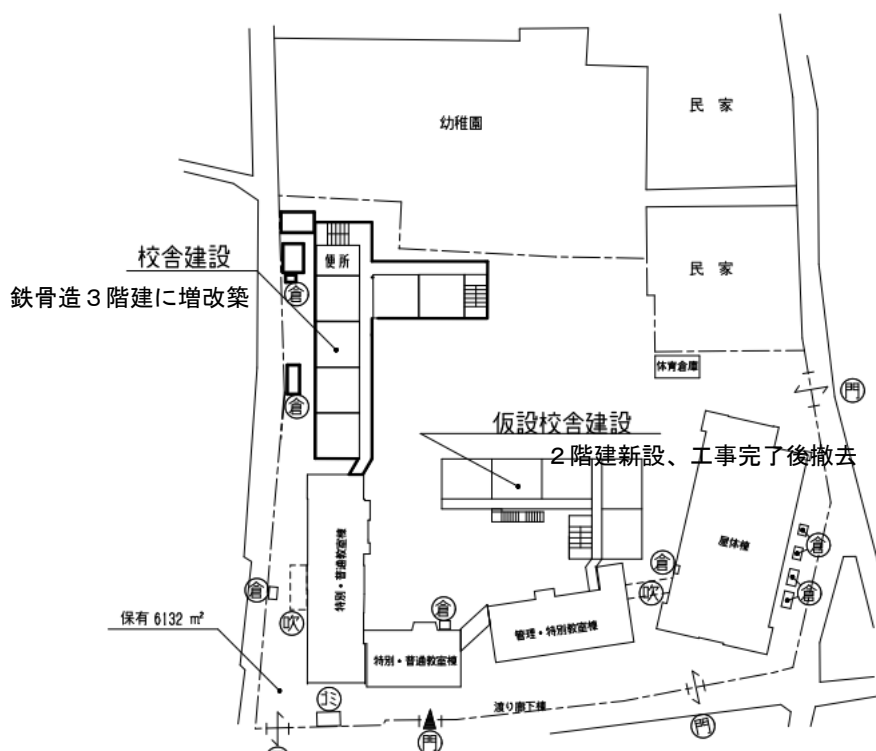 幼稚園
民 家
校舎建設
鉄骨造3階建に増改築
便所
倉
民 家
体育倉庫
倉
門
仮設校舎建設
2階建新設、工事完了後撤去
特別・普通教室棟
屋体棟
倉
倉
倉
倉
吹
倉
吹
保有 6132 ㎡
特別・普通教室棟
管理・特別教室棟
ゴミ
渡り廊下棟
門
門